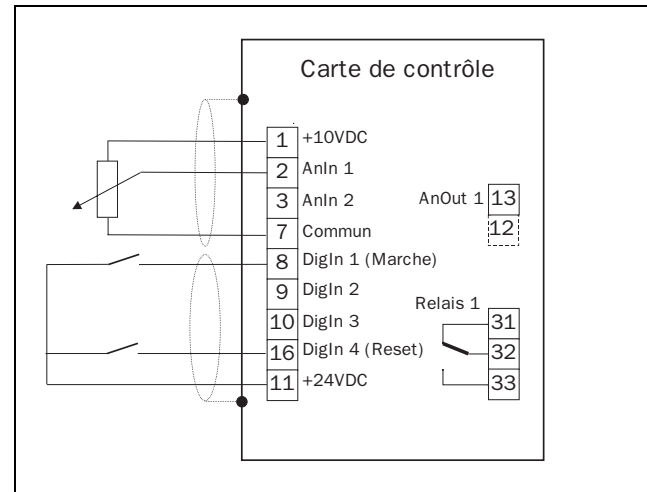 Carte de contrôle
1 +10VDC
2 AnIn 1
3 AnIn 2
7 Commun
8 DigIn 1 (Marche)
9 DigIn 2
10 DigIn 3
16 DigIn 4 (Reset)
11 +24VDC
AnOut 1 13
12
Relais 1
31
32
33